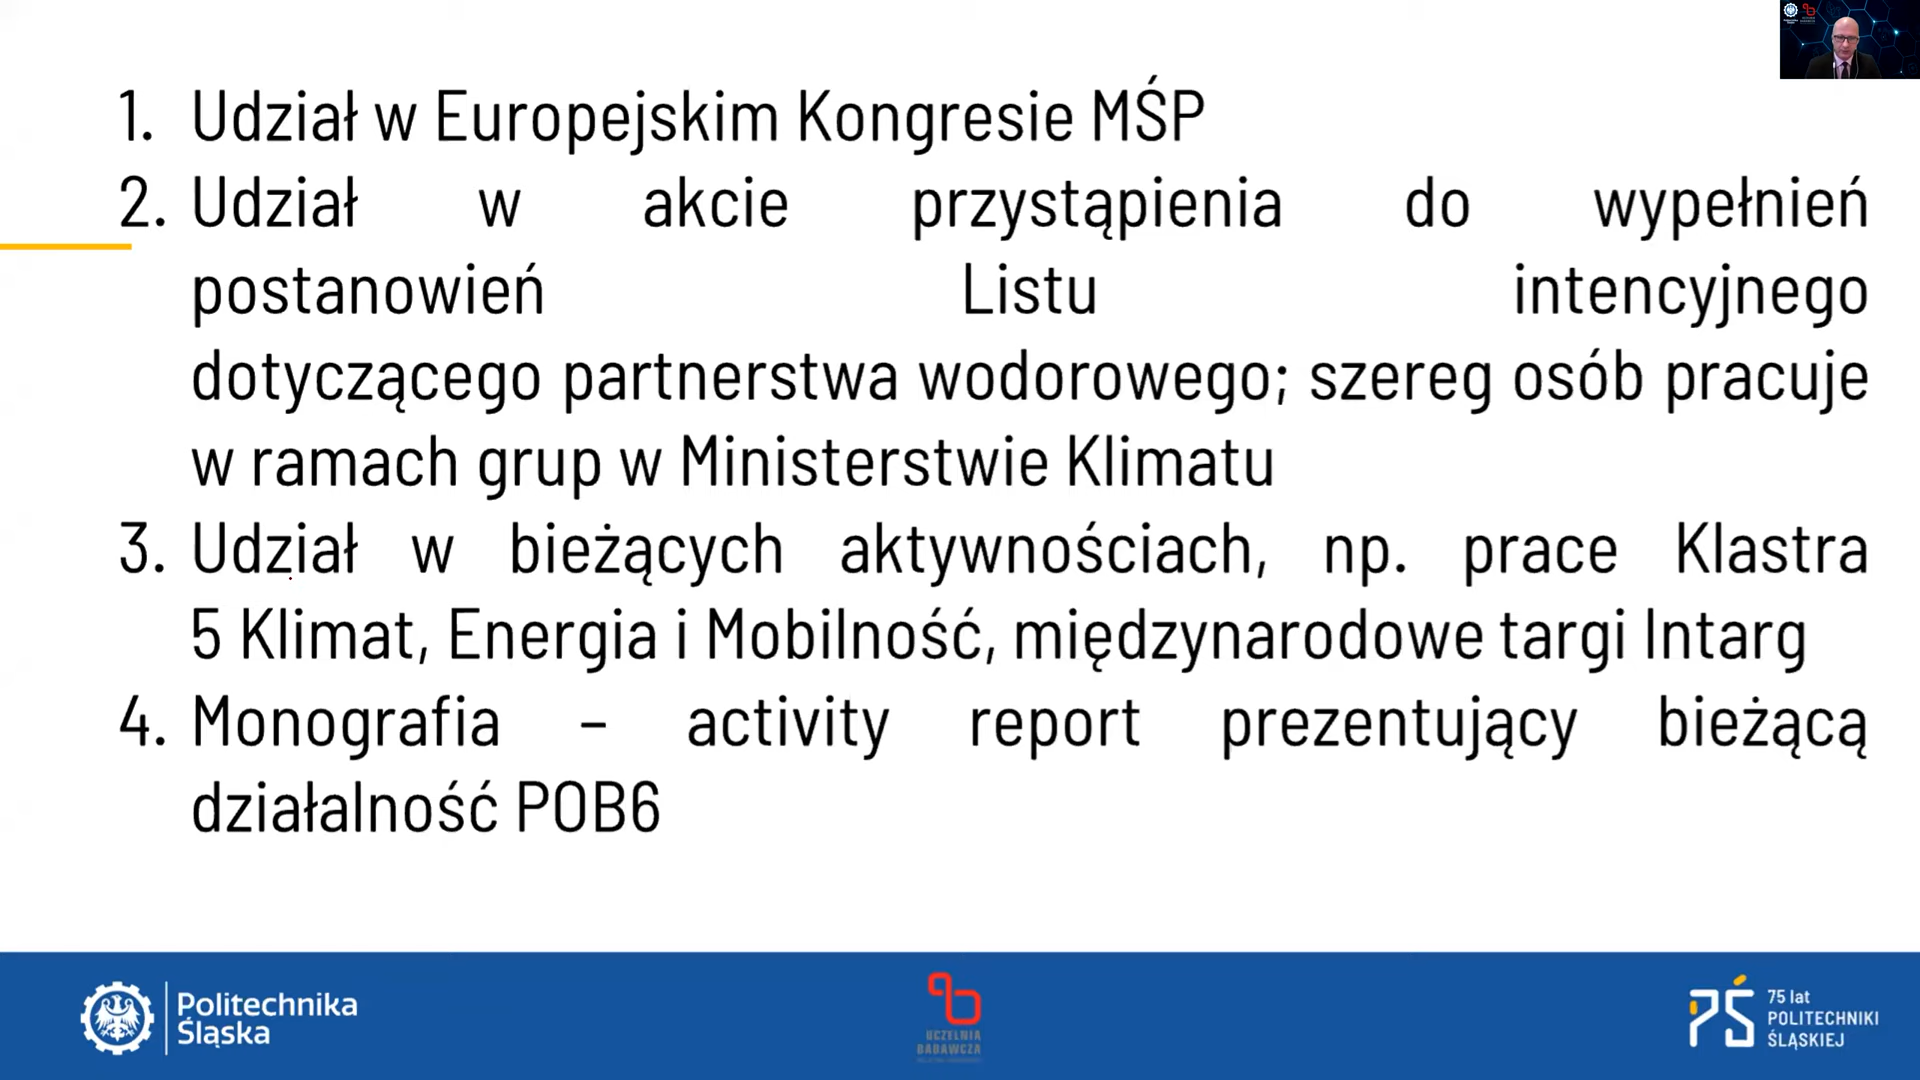 1. Udział w Europejskim Kongresie MŚP
2. Udział w akcie przystąpienia do wypełnień
postanowień Listu intencyjnego
dotyczącego partnerstwa wodorowego; szereg osób pracuje
w ramach grup w Ministerstwie Klimatu
3. Udział w bieżących aktywnościach, np. prace Klastra
5 Klimat, Energia i Mobilność, międzynarodowe targi Intarg
4. Monografia – activity report prezentujący bieżącą
działalność POB6
Politechnika
Śląska
UCZELNIA
BADAWCZA
75 lat
POLITECHNIKI
ŚLĄSKIEJ